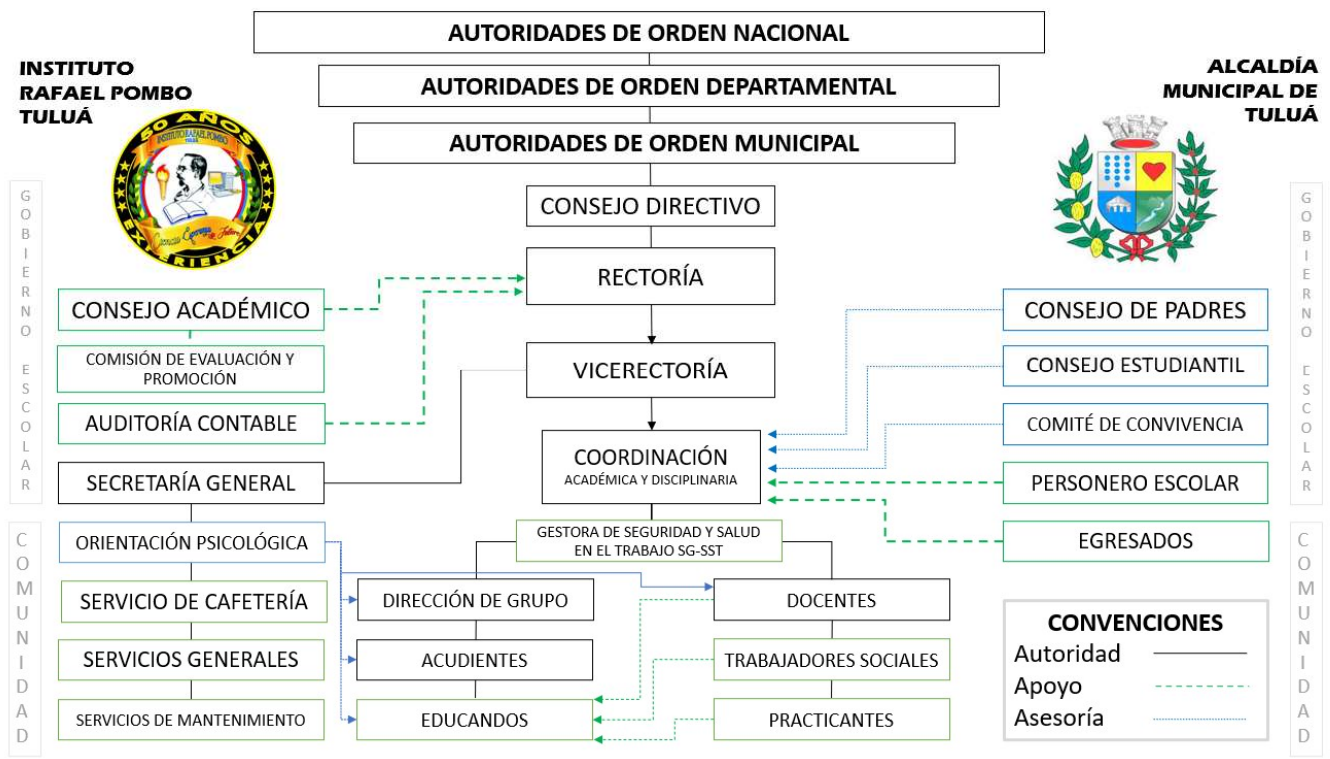 AUTORIDADES DE ORDEN NACIONAL
AUTORIDADES DE ORDEN DEPARTAMENTAL
AUTORIDADES DE ORDEN MUNICIPAL
INSTITUTO
RAFAEL POMBO
TULUÁ
50 AÑOS
INSTITUTO RAFAEL POMBO
TULUÁ
EXPERIENCIA
ALCALDÍA
MUNICIPAL DE
TULUÁ
GOBIERNO ESCOLAR
CONSEJO DIRECTIVO
RECTORÍA
VICERECTORÍA
COORDINACIÓN
ACADÉMICA Y DISCIPLINARIA
GESTORA DE SEGURIDAD Y SALUD
EN EL TRABAJO SG-SST
CONSEJO ACADÉMICO
COMISIÓN DE EVALUACIÓN Y
PROMOCIÓN
AUDITORÍA CONTABLE
SECRETARÍA GENERAL
CONSEJO DE PADRES
CONSEJO ESTUDIANTIL
COMITÉ DE CONVIVENCIA
PERSONERO ESCOLAR
EGRESADOS
GOBIERNO ESCOLAR
COMUNIDAD
ORIENTACIÓN PSICOLÓGICA
SERVICIO DE CAFETERÍA
SERVICIOS GENERALES
SERVICIOS DE MANTENIMIENTO
DIRECCIÓN DE GRUPO
ACUDIENTES
EDUCANDOS
DOCENTES
TRABAJADORES SOCIALES
PRACTICANTES
CONVENCIONES
Autoridad
Apoyo
Asesoría
COMUNIDAD